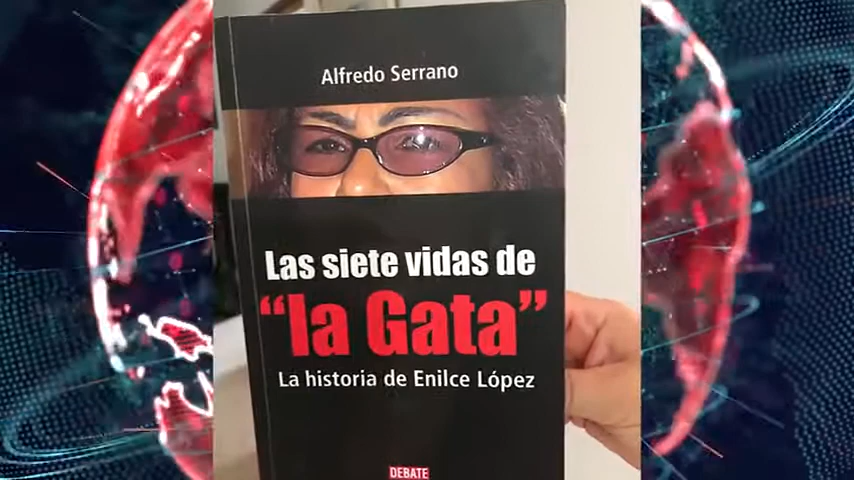 Alfredo Serrano
Las siete vidas de
“la Gata”
La historia de Enilce López
DEBATE